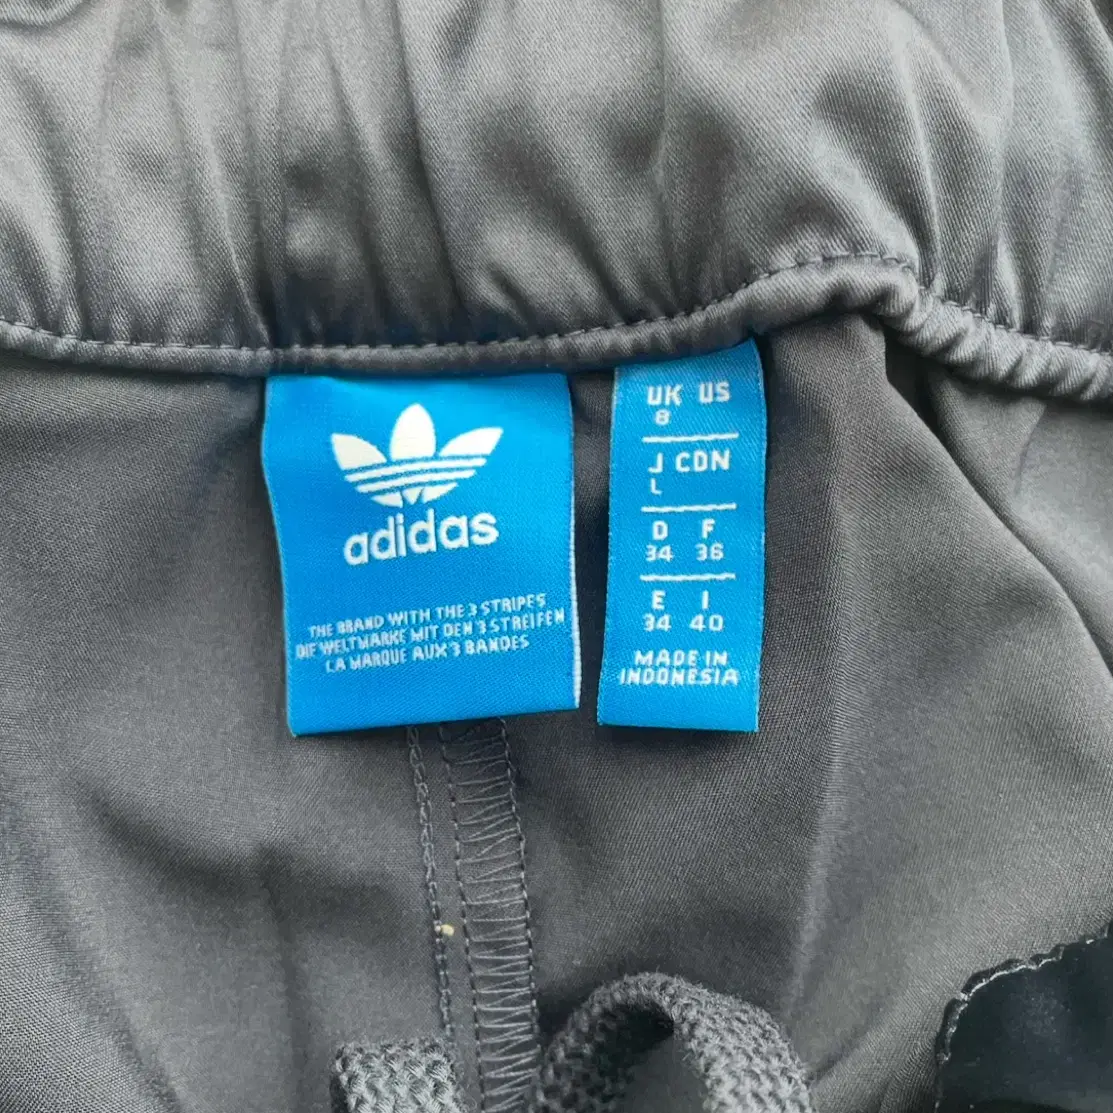 adidas
THE BRAND WITH THE 3 STRIPES
DIE WELTMARKE MIT DEN 3 STREIFEN
LA MARQUE AUX 3 BANDES
UK US
8
J CDN
L
D F
34 36
E I
34 40
MADE IN
INDONESIA